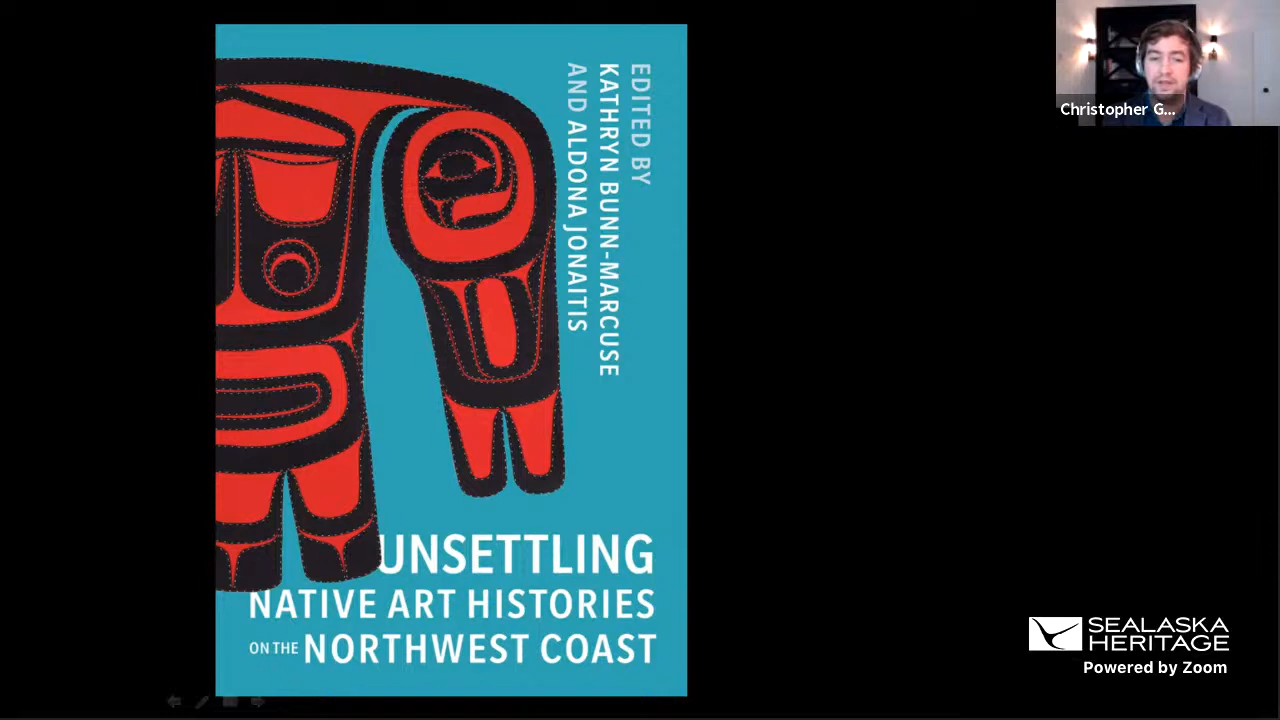 EDITED BY
KATHRYN BUNN-MARCUSE
AND ALDONA JONAITIS
UNSETTLING
NATIVE ART HISTORIES
ON THE NORTHWEST COAST
Christopher G...
SEALASKA
HERITAGE
Powered by Zoom